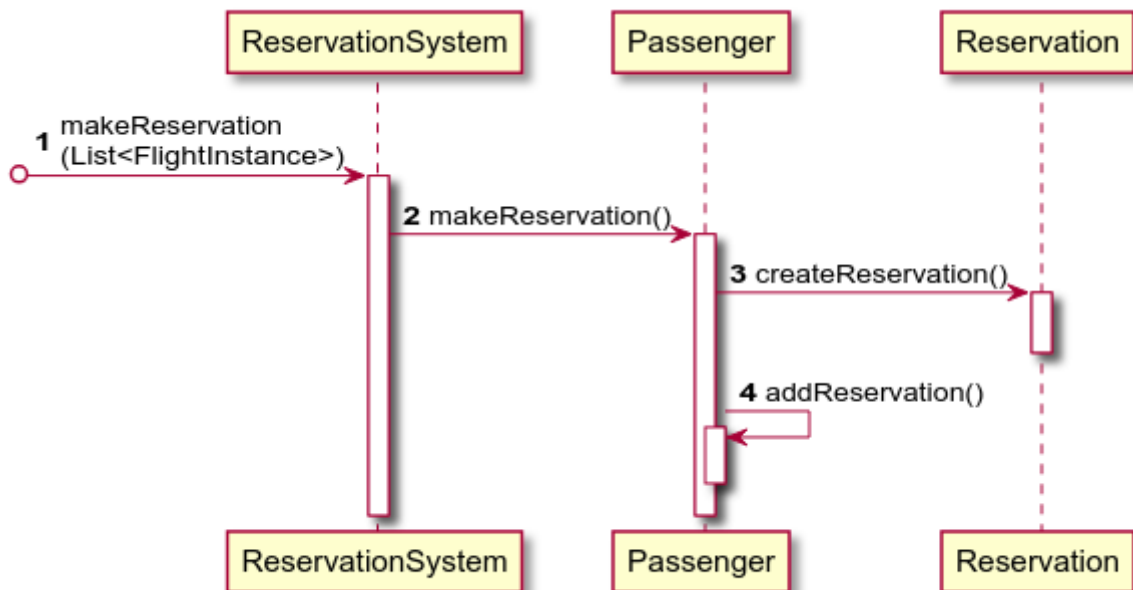 ReservationSystem
Passenger
Reservation
1 makeReservation
(List<FlightInstance>)
2 makeReservation()
3 createReservation()
4 addReservation()
ReservationSystem
Passenger
Reservation